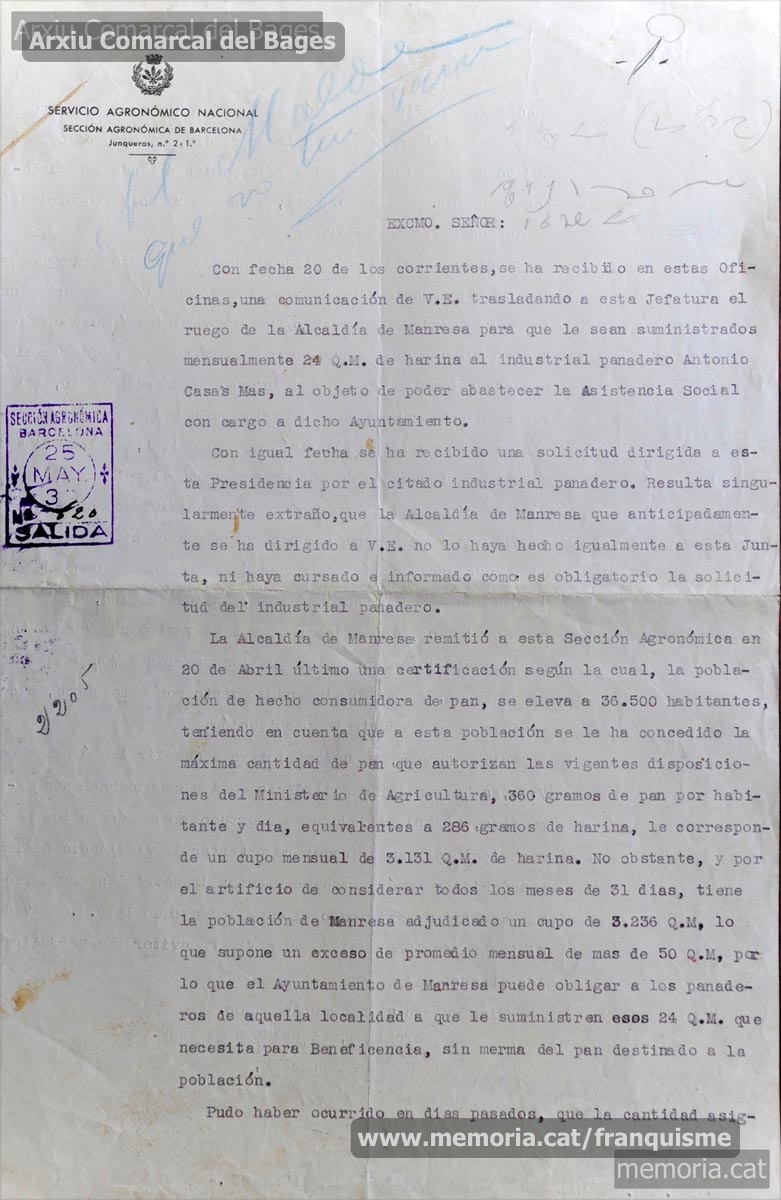 Arxiu Comarcal del Bages
Arxiu Comarcal del Bages
SERVICIO AGRONÓMICO NACIONAL
SECCIÓN AGRONÓMICA DE BARCELONA
Junqueras, n.º 2 y 1.º
EXCMO. SEÑOR:
Con fecha 20 de los corrientes,se ha recibido en estas Ofi-
cinas,una comunicación de V.E. trasladando a esta Jefatura el
ruego de la Alcaldía de Manresa para que le sean suministrados
mensualmente 24 Q.M. de harina al industrial panadero Antonio
Casas Mas, al objeto de poder abastecer la Asistencia Social
con cargo a dicho Ayuntamiento.
Con igual fecha se ha recibido una solicitud dirigida a es-
ta Presidencia por el citado industrial panadero. Resulta singu-
larmente extraño,que la Alcaldía de Manresa que anticipadamen-
te se ha dirigido a V.E. no lo haya hecho igualmente a esta Jun-
ta, ni haya cursado e informado como es obligatorio la solici-
tud del industrial panadero.
SECCIÓN AGRONÓMICA
BARCELONA
25
MAY
3
SALIDA
La Alcaldía de Manresa remitió a esta Sección Agronómica en
20 de Abril último una certificación según la cual, la pobla-
ción de hecho consumidora de pan, se eleva a 36.500 habitantes,
teniendo en cuenta que a esta población se le ha concedido la
máxima cantidad de pan que autorizan las vigentes disposicio-
nes del Ministerio de Agricultura, 360 gramos de pan por habi-
tante y dia, equivalentes a 286 gramos de harina, le correspon-
de un cupo mensual de 3.131 Q.M. de harina. No obstante, y por
el artificio de considerar todos los meses de 31 dias, tiene
la población de Manresa adjudicado un cupo de 3.236 Q.M, lo
que supone un exceso de promedio mensual de mas de 50 Q.M, por
lo que el Ayuntamiento de Manresa puede obligar a los panade-
ros de aquella localidad a que le suministren esos 24 Q.M. que
necesita para Beneficencia, sin merma del pan destinado a la
población.
2205
Pudo haber ocurrido en dias pasados, que la cantidad asig-
www.memoria.cat/franquisme
memoria.cat